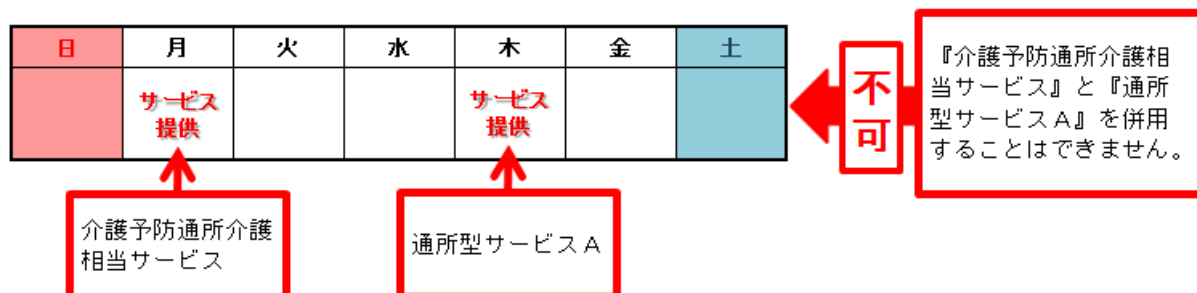 日 月 火 水 木 金 土
サービス
提供
サービス
提供
不
可
『介護予防通所介護相
当サービス』と『通所
型サービスＡ』を併用
することはできません。
介護予防通所介護
相当サービス
通所型サービスＡ